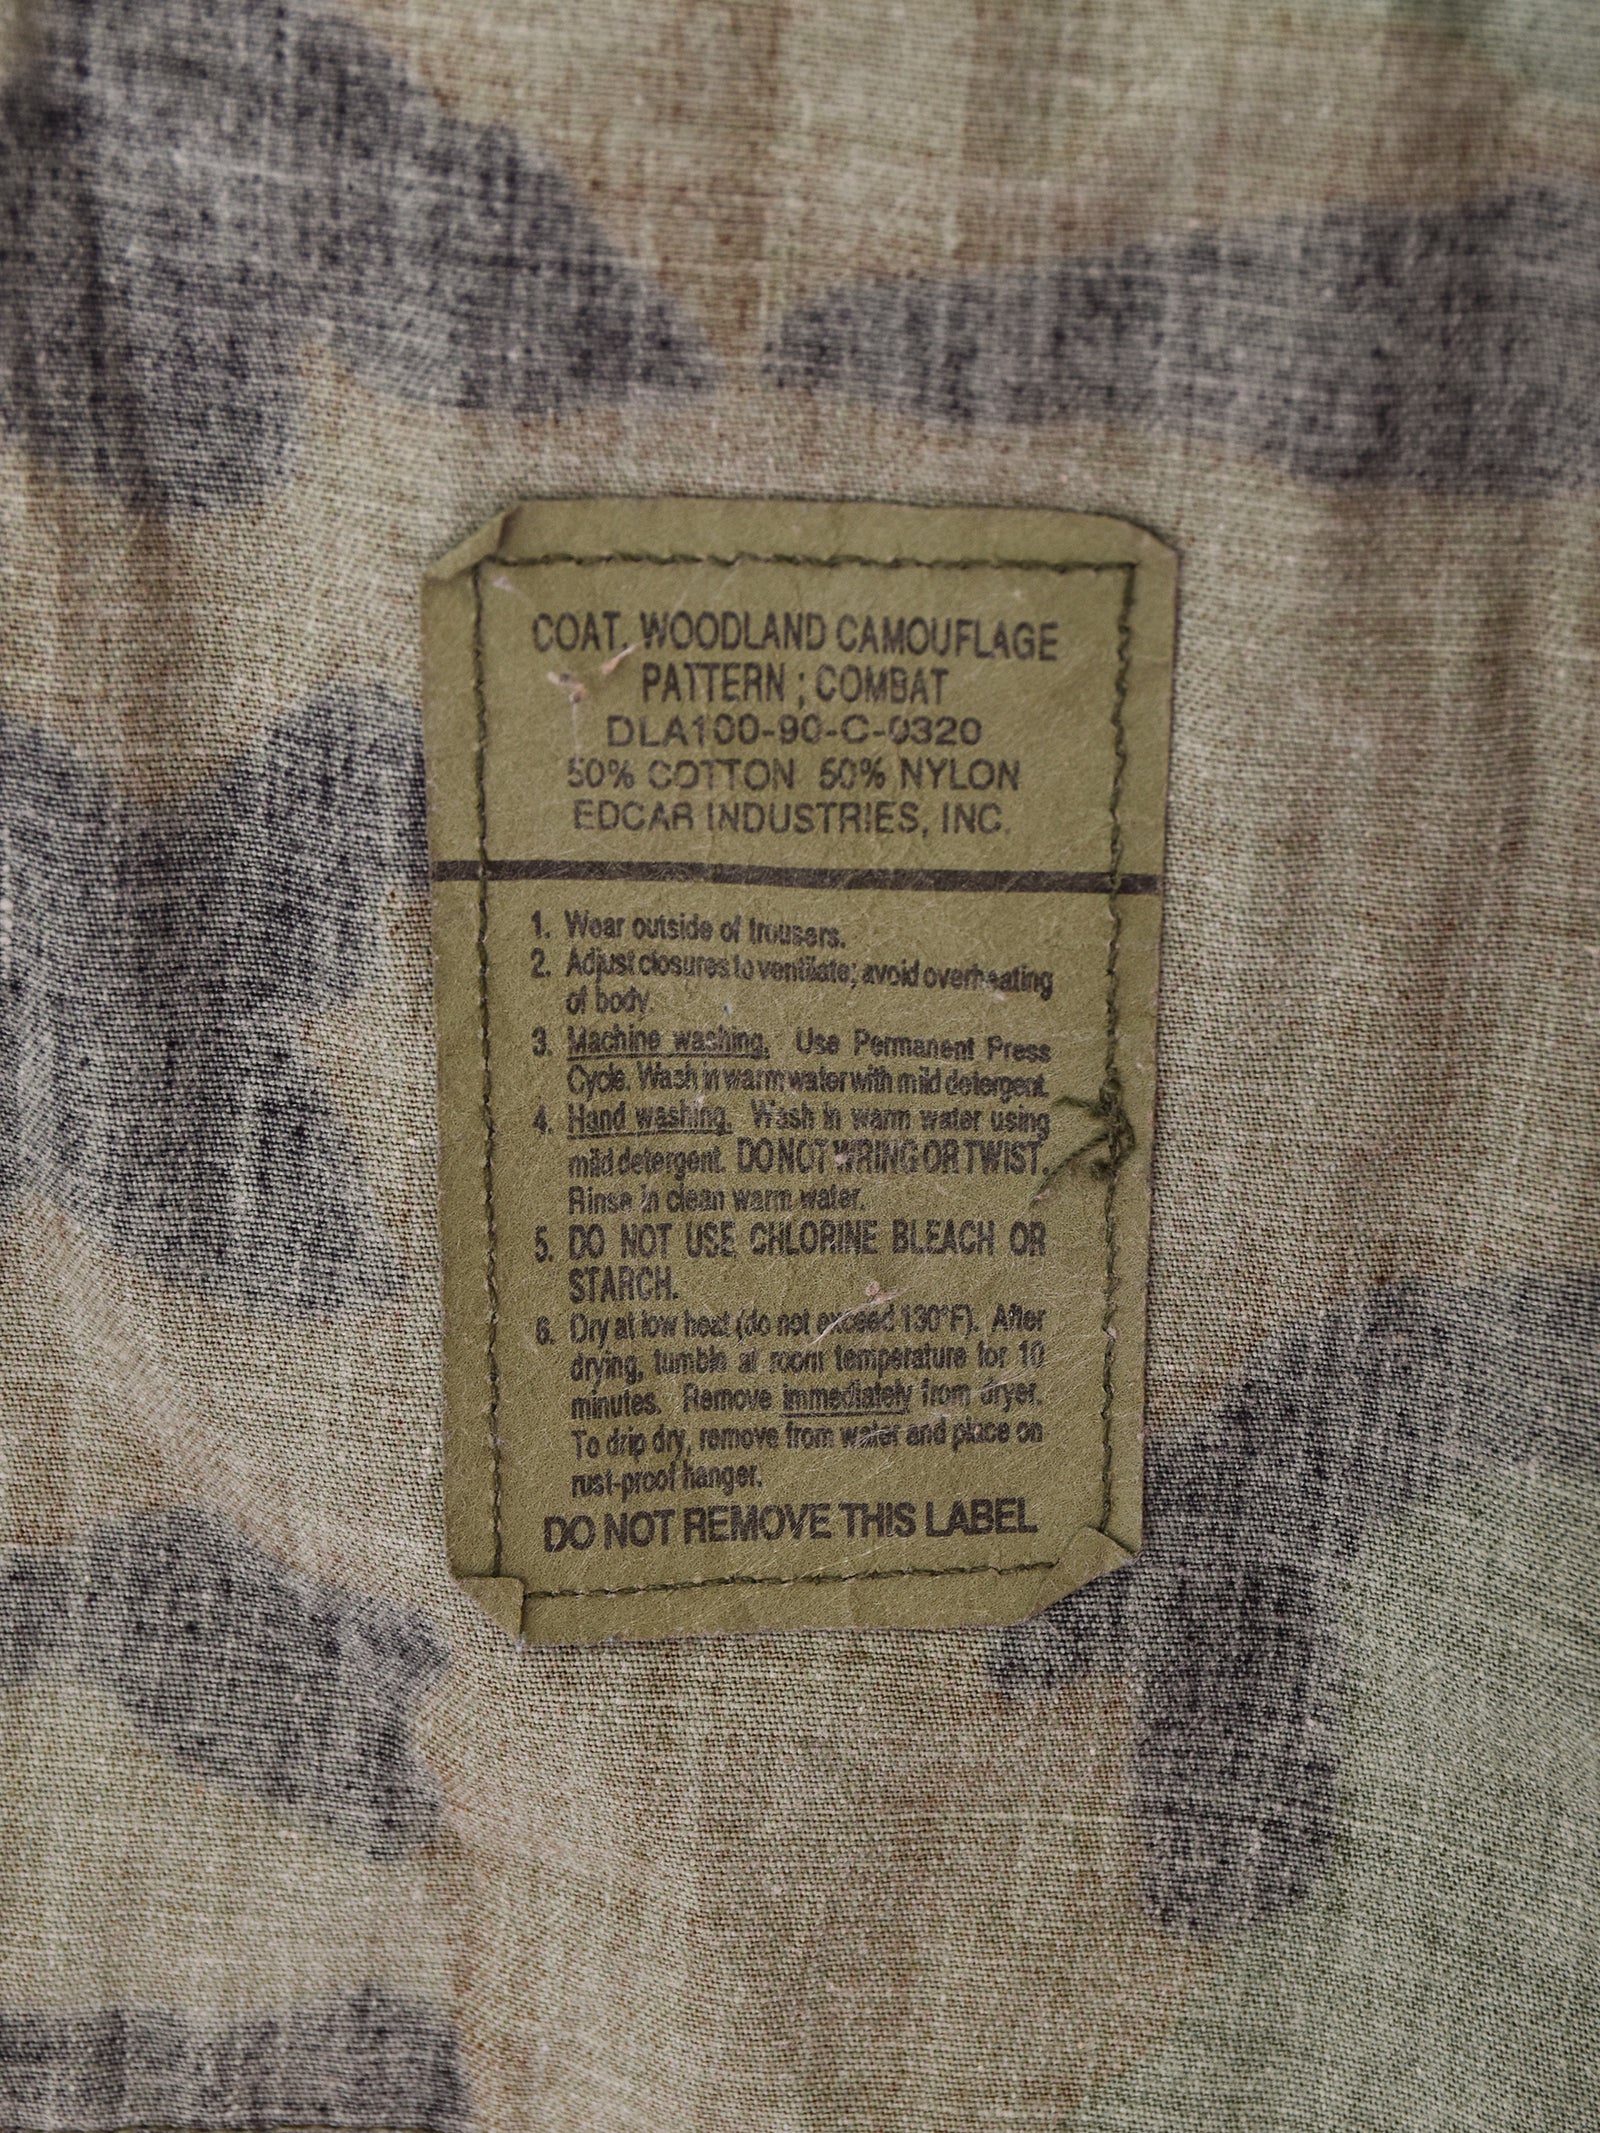 COAT, WOODLAND CAMOUFLAGE
PATTERN ; COMBAT
DLA100-90-C-0320
50% COTTON 50% NYLON
EDCAR INDUSTRIES, INC.
1. Wear outside of trousers.
2. Adjust closures to ventilate; avoid overheating
of body.
3. Machine washing. Use Permanent Press
Cycle. Wash in warm water with mild detergent.
4. Hand washing. Wash in warm water using
mild detergent. DO NOT WRING OR TWIST.
Rinse in clean warm water.
5. DO NOT USE CHLORINE BLEACH OR
STARCH.
6. Dry at low heat (do not exceed 130°F). After
drying, tumble at room temperature for 10
minutes. Remove immediately from dryer.
To drip dry, remove from water and place on
rust-proof hanger.
DO NOT REMOVE THIS LABEL